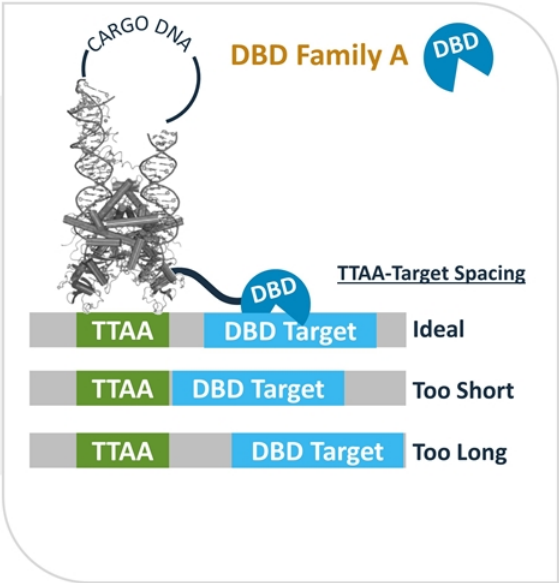 CARGO DNA
DBD Family A
DBD
DBD
TTAA-Target Spacing
TTAA DBD Target Ideal
TTAA DBD Target Too Short
TTAA DBD Target Too Long